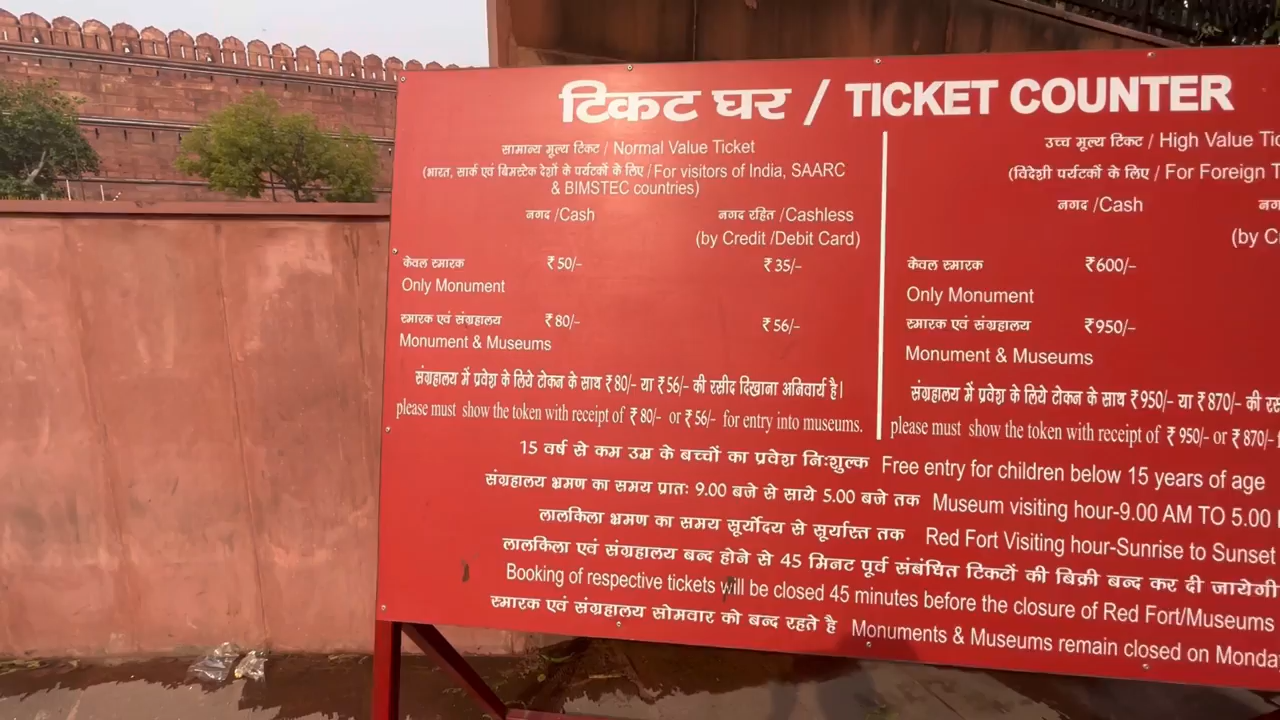 टिकट घर / TICKET COUNTER
सामान्य मूल्य टिकट / Normal Value Ticket
(भारत, सार्क एवं बिमस्टेक देशों के पर्यटकों के लिए / For visitors of India, SAARC
& BIMSTEC countries)
नगद /Cash नगद रहित /Cashless
(by Credit /Debit Card)
केवल स्मारक ₹50/- ₹35/-
Only Monument
स्मारक एवं संग्रहालय ₹80/- ₹56/-
Monument & Museums
संग्रहालय में प्रवेश के लिये टोकन के साथ ₹80/- या ₹56/- की रसीद दिखाना अनिवार्य है।
please must show the token with receipt of ₹80/- or ₹56/- for entry into museums.
उच्च मूल्य टिकट / High Value
(विदेशी पर्यटकों के लिए / For Foreign
नगद /Cash
(by
केवल स्मारक ₹600/-
Only Monument
स्मारक एवं संग्रहालय ₹950/-
Monument & Museums
संग्रहालय में प्रवेश के लिये टोकन के साथ ₹950/- या ₹870/- की
please must show the token with receipt of ₹950/- or ₹870/-
15 वर्ष से कम उम्र के बच्चों का प्रवेश निःशुल्क Free entry for children below 15 years of age
संग्रहालय भ्रमण का समय प्रातः 9.00 बजे से साये 5.00 बजे तक Museum visiting hour-9.00 AM TO 5.00
लालकिला भ्रमण का समय सूर्योदय से सूर्यास्त तक Red Fort Visiting hour-Sunrise to Sunset
लालकिला एवं संग्रहालय बन्द होने से 45 मिनट पूर्व संबंधित टिकटों की बिक्री बन्द कर दी जायेगी
Booking of respective tickets will be closed 45 minutes before the closure of Red Fort/Museums
स्मारक एवं संग्रहालय सोमवार को बन्द रहते है Monuments & Museums remain closed on